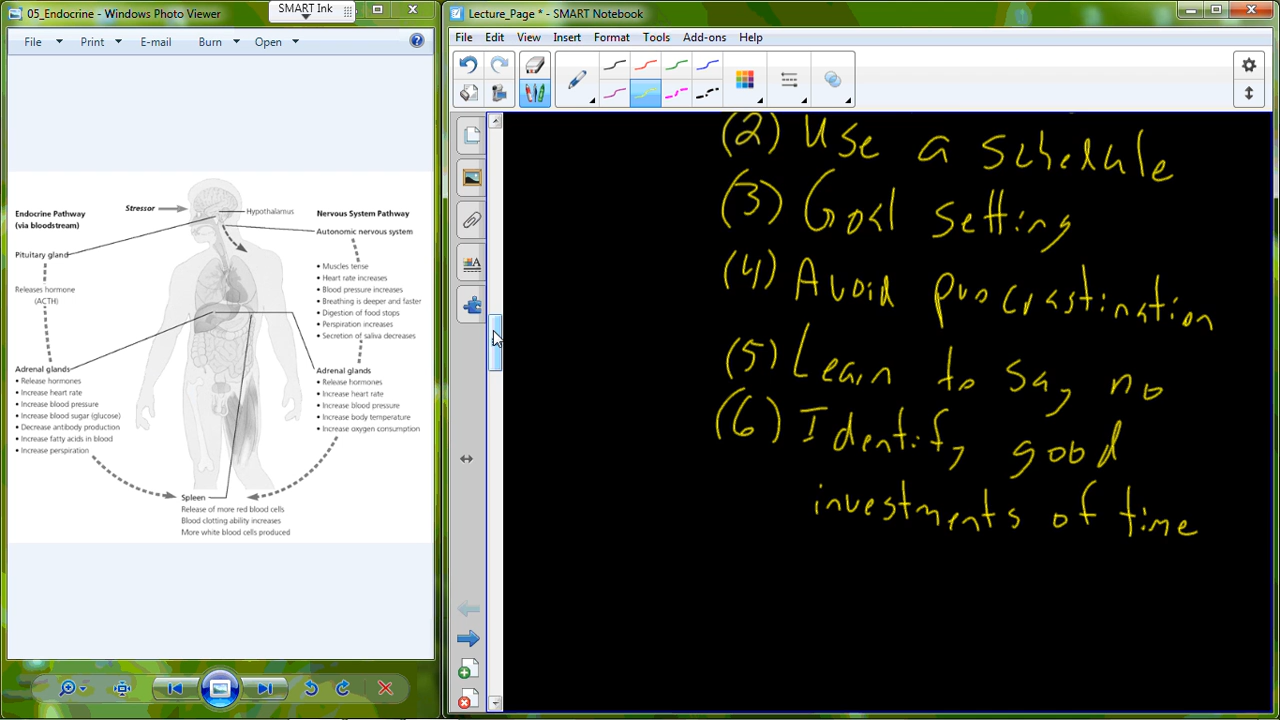 05_Endocrine - Windows Photo Viewer
SMART Ink
File Print E-mail Burn Open
Stressor
Hypothalamus
Endocrine Pathway
(via bloodstream)
Nervous System Pathway
Autonomic nervous system
Pituitary gland
Releases hormone
(ACTH)
• Muscles tense
• Heart rate increases
• Blood pressure increases
• Breathing is deeper and faster
• Digestion of food stops
• Perspiration increases
• Secretion of saliva decreases
Adrenal glands
• Release hormones
• Increase heart rate
• Increase blood pressure
• Increase blood sugar (glucose)
• Decrease antibody production
• Increase fatty acids in blood
• Increase perspiration
Adrenal glands
• Release hormones
• Increase heart rate
• Increase blood pressure
• Increase body temperature
• Increase oxygen consumption
Spleen
Release of more red blood cells
Blood clotting ability increases
More white blood cells produced
Lecture_Page * - SMART Notebook
File Edit View Insert Format Tools Add-ons Help
(2) Use a schedule
(3) Goal setting
(4) Avoid procrastination
(5) Learn to say no
(6) Identify good
investments of time